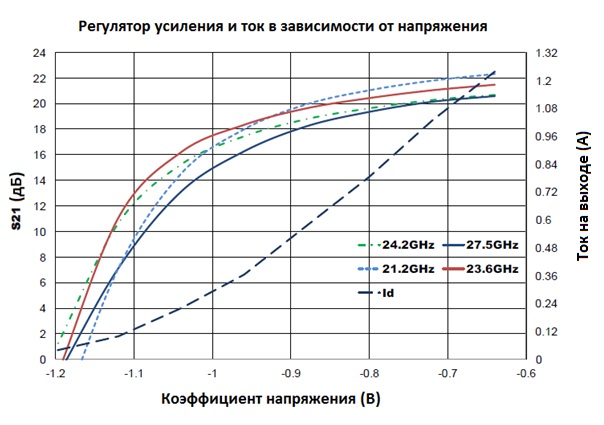 Регулятор усиления и ток в зависимости от напряжения
24 1.32
22 1.2
20 1.08
18 0.96
16 0.84
14 0.72
12 0.6
10 0.48
8 0.36
6 0.24
4 0.12
2 0
0
S21 (дБ)
Ток на выходе (А)
24.2GHz 27.5GHz
21.2GHz 23.6GHz
Id
-1.2 -1.1 -1 -0.9 -0.8 -0.7 -0.6
Коэффициент напряжения (В)